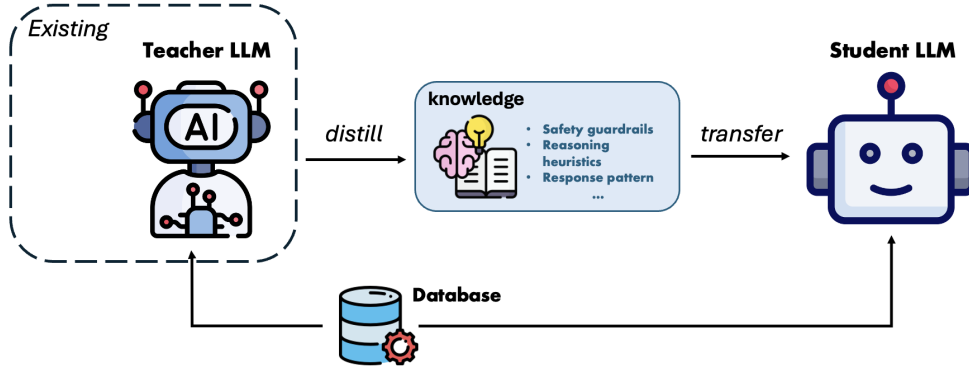 Existing
Teacher LLM
Student LLM
AI
distill
knowledge
• Safety guardrails
• Reasoning
heuristics
• Response pattern
...
transfer
Database